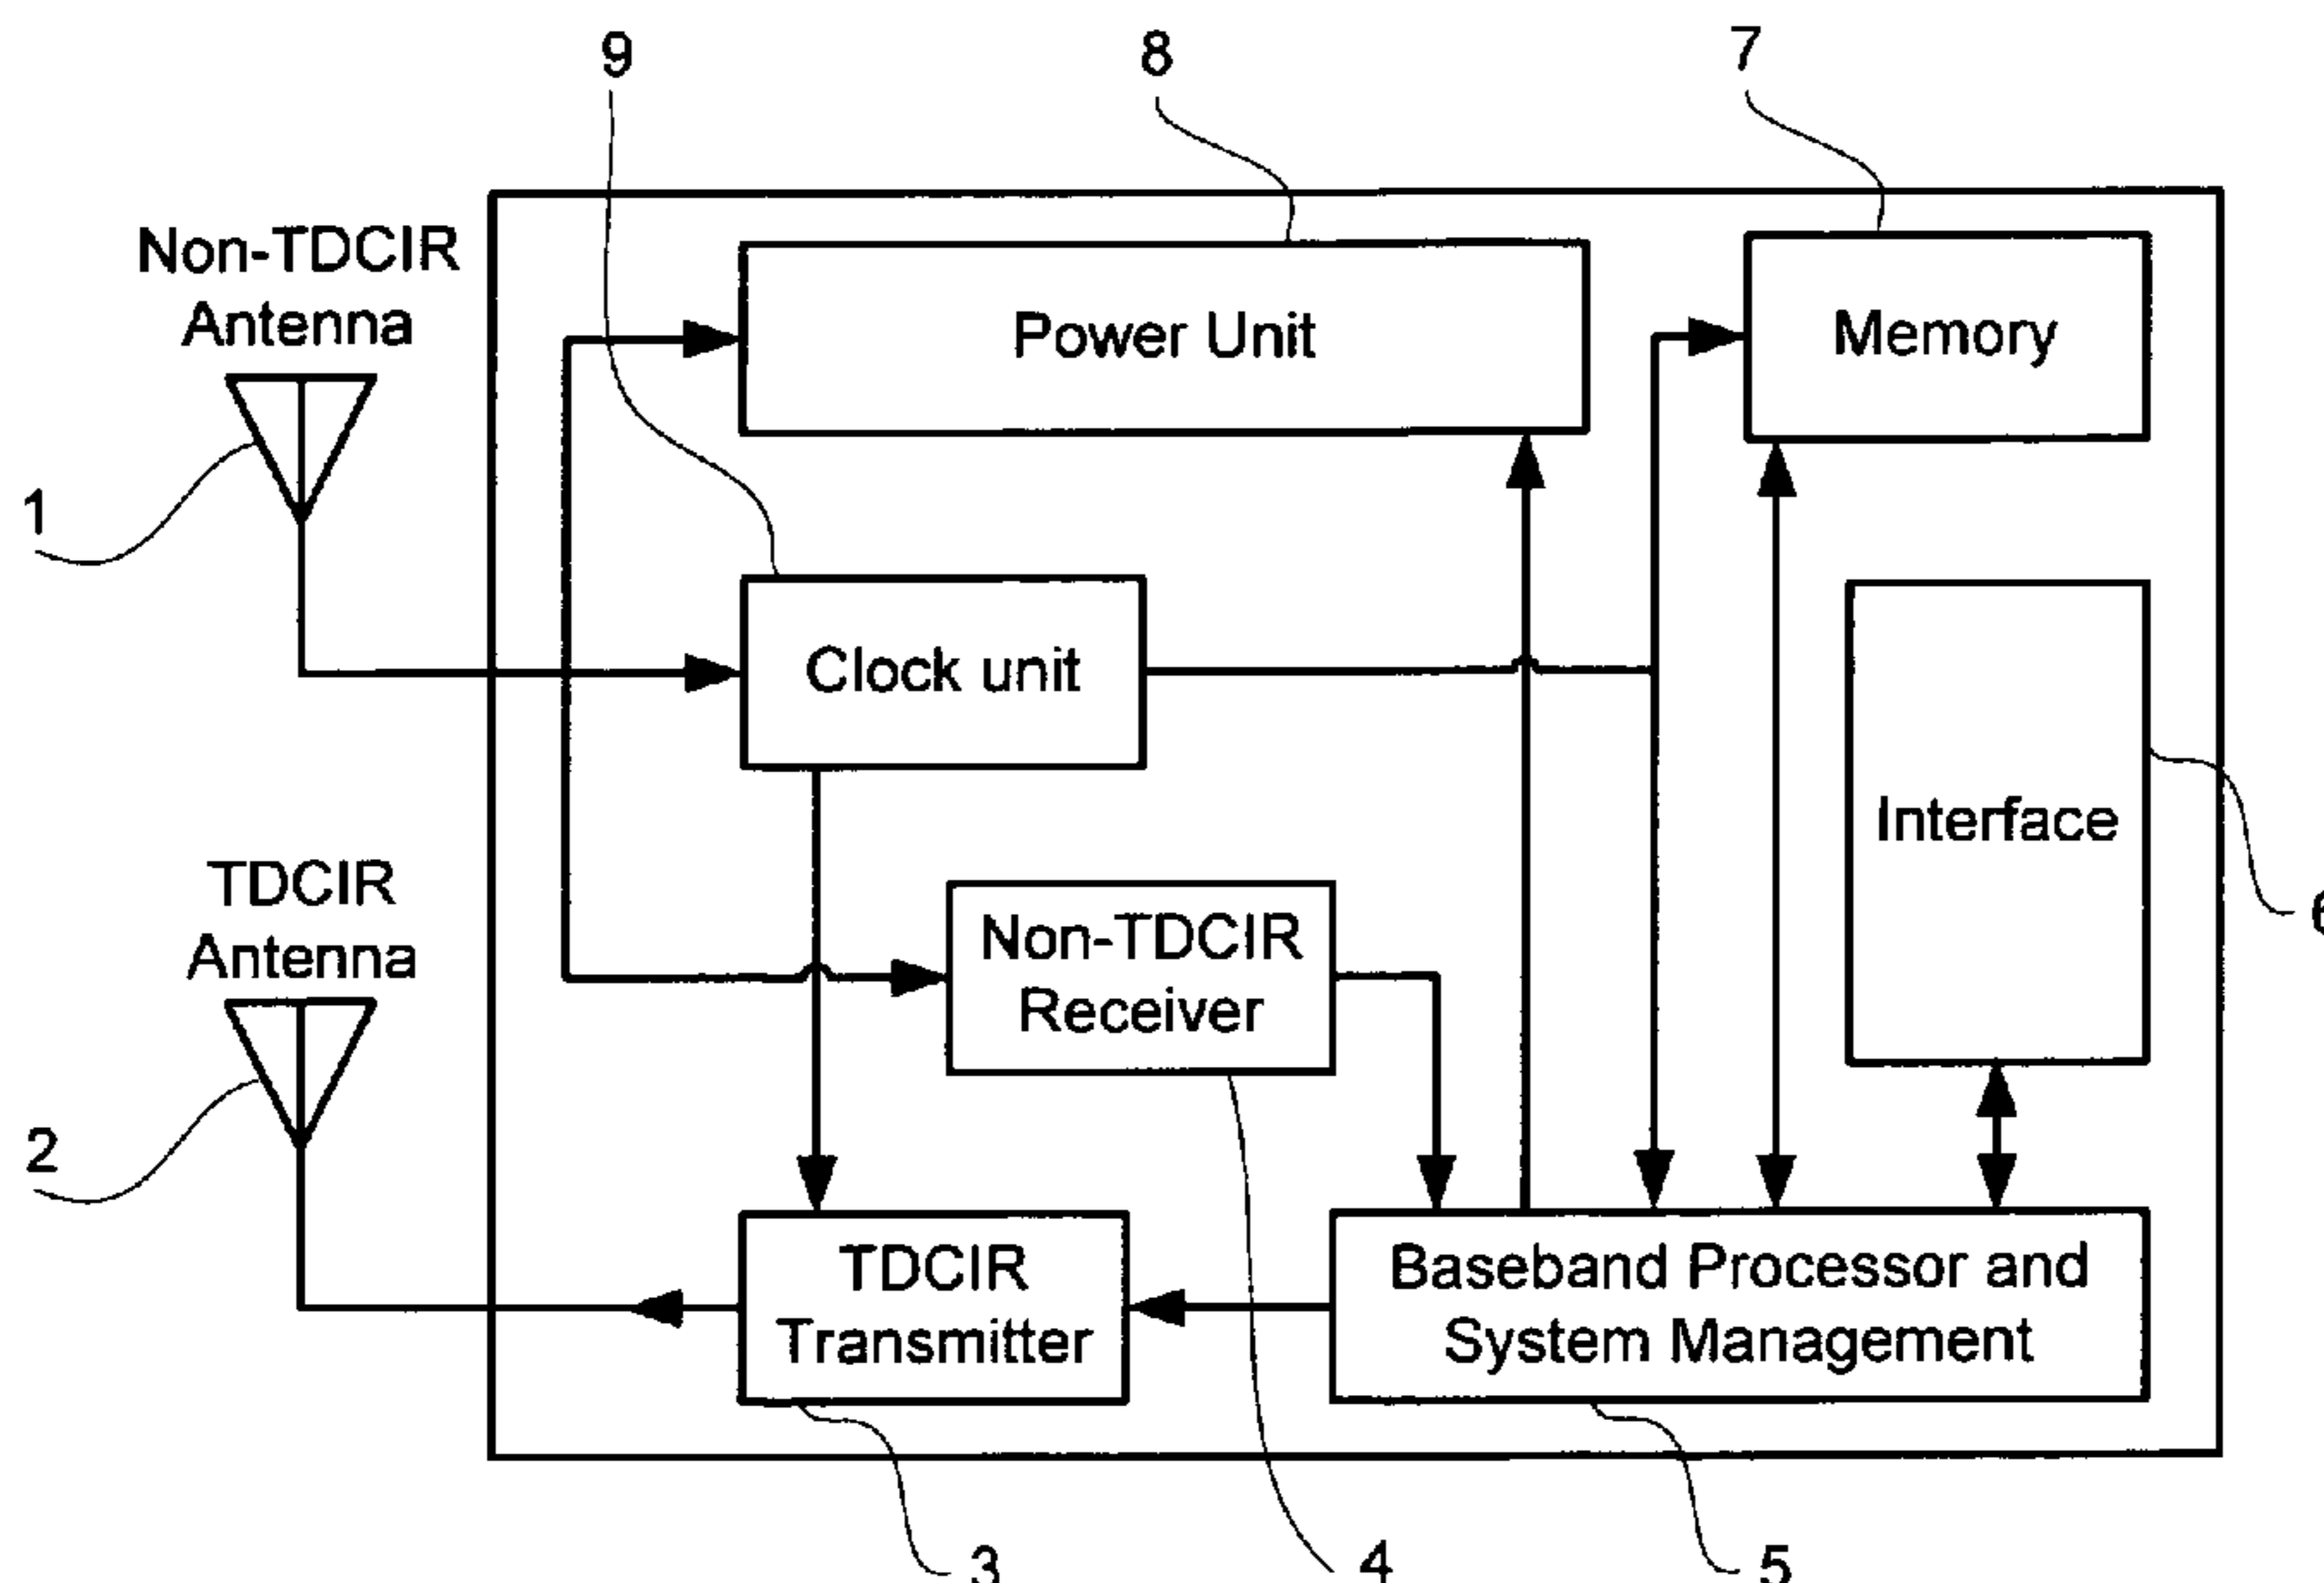 9
8
7
Non-TDCIR
Antenna
Power Unit
Memory
1
Clock unit
Interface
TDCIR
Antenna
6
Non-TDCIR
Receiver
2
TDCIR
Transmitter
Baseband Processor and
System Management
3
4
5